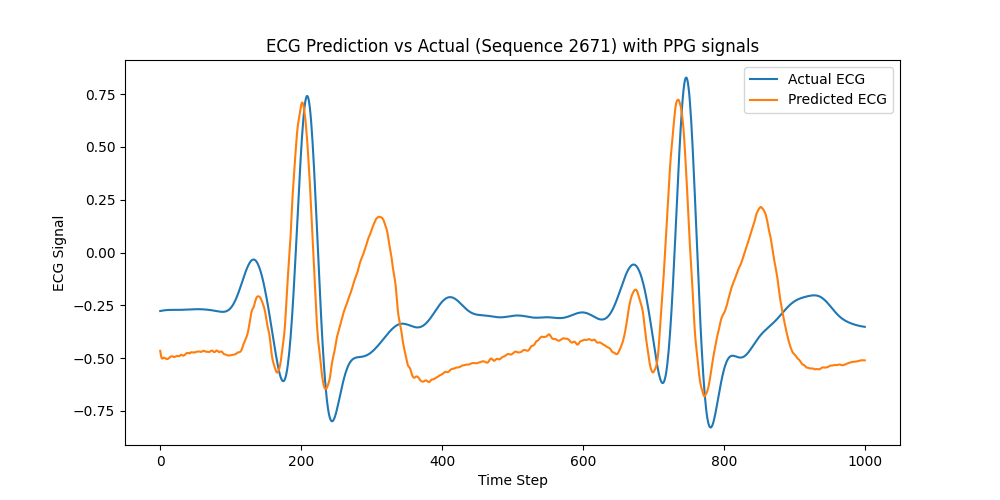 ECG Prediction vs Actual (Sequence 2671) with PPG signals
Actual ECG
Predicted ECG
ECG Signal
0.75
0.50
0.25
0.00
−0.25
−0.50
−0.75
0 200 400 600 800 1000
Time Step